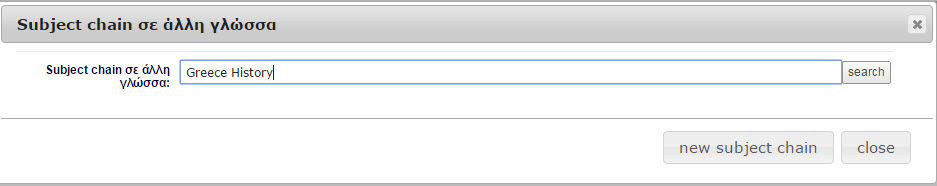 Subject chain σε άλλη γλώσσα
Subject chain σε άλλη
γλώσσα:
Greece History
search
new subject chain
close